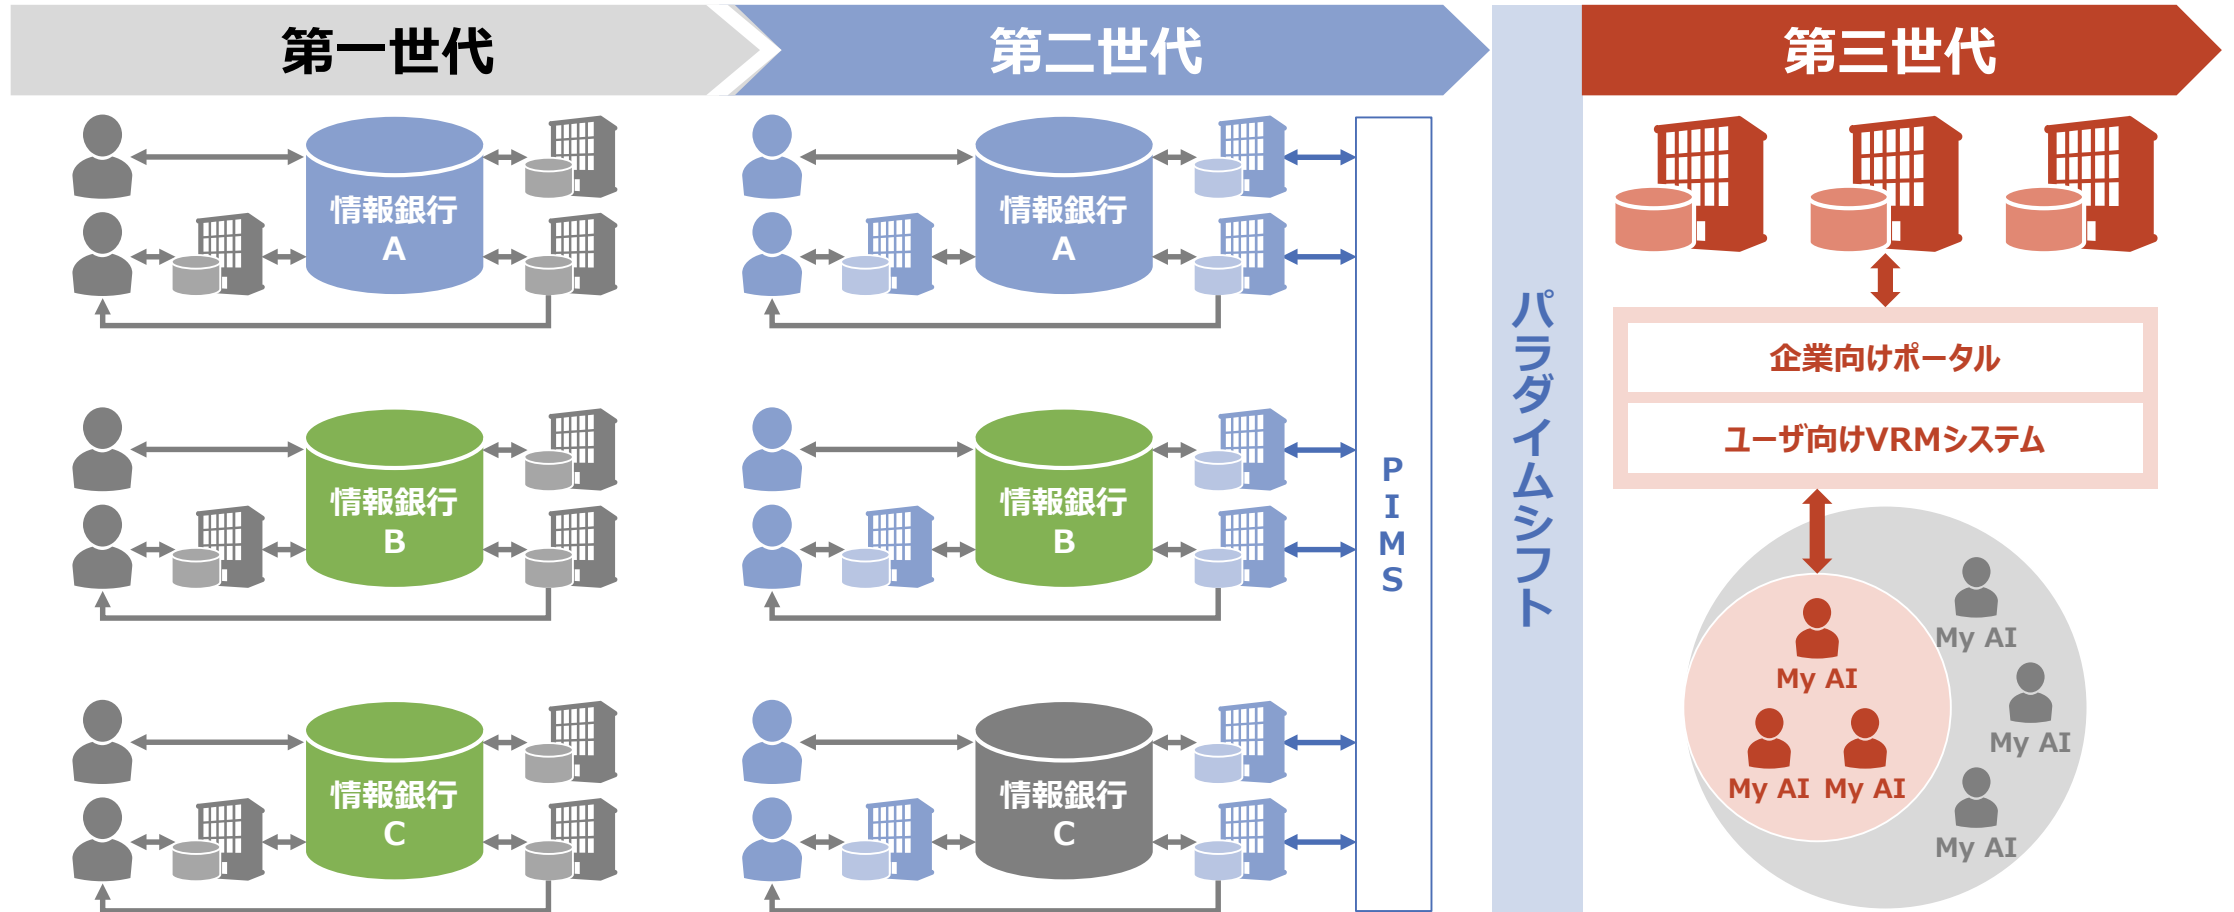 第一世代
第二世代
第三世代
情報銀行
A
情報銀行
B
情報銀行
C
情報銀行
A
情報銀行
B
情報銀行
C
P
I
M
S
パラダイムシフト
企業向けポータル
ユーザ向けVRMシステム
My AI
My AI
My AI
My AI
My AI
My AI